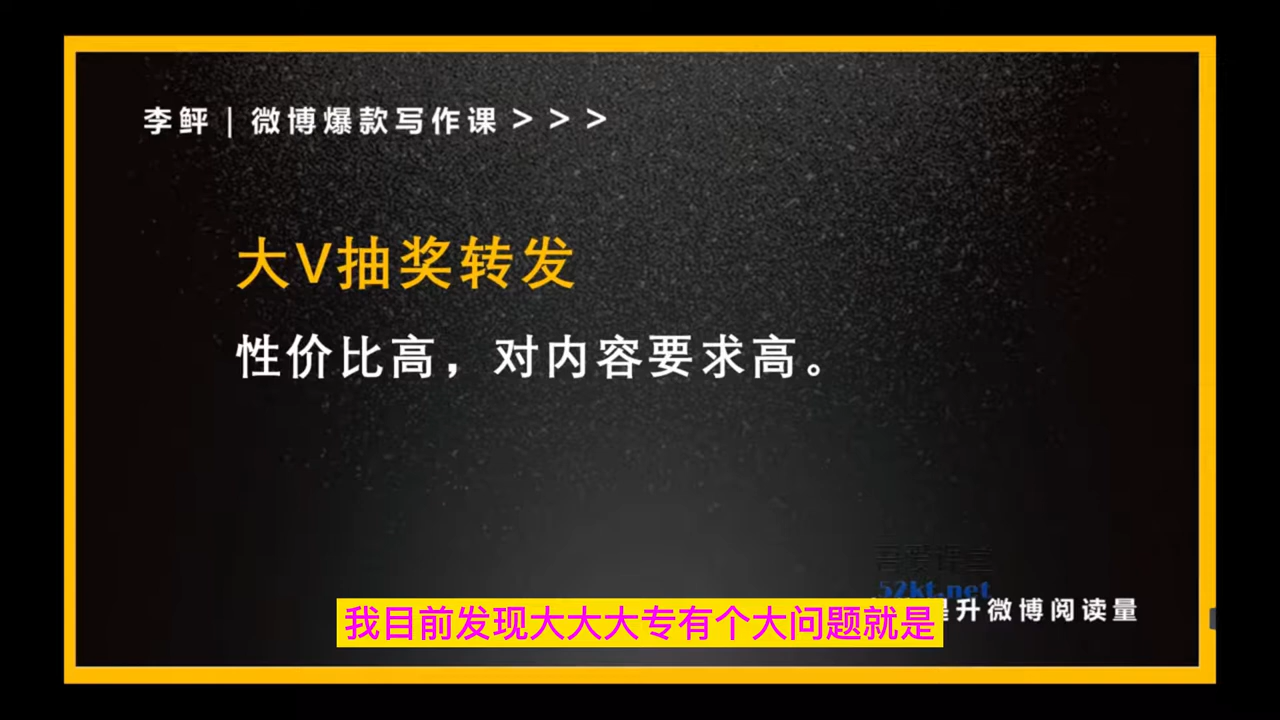 李鲆 | 微博爆款写作课 > > >
大V抽奖转发
性价比高，对内容要求高。
52kt.net
提升微博阅读量
我目前发现大大大专有个大问题就是